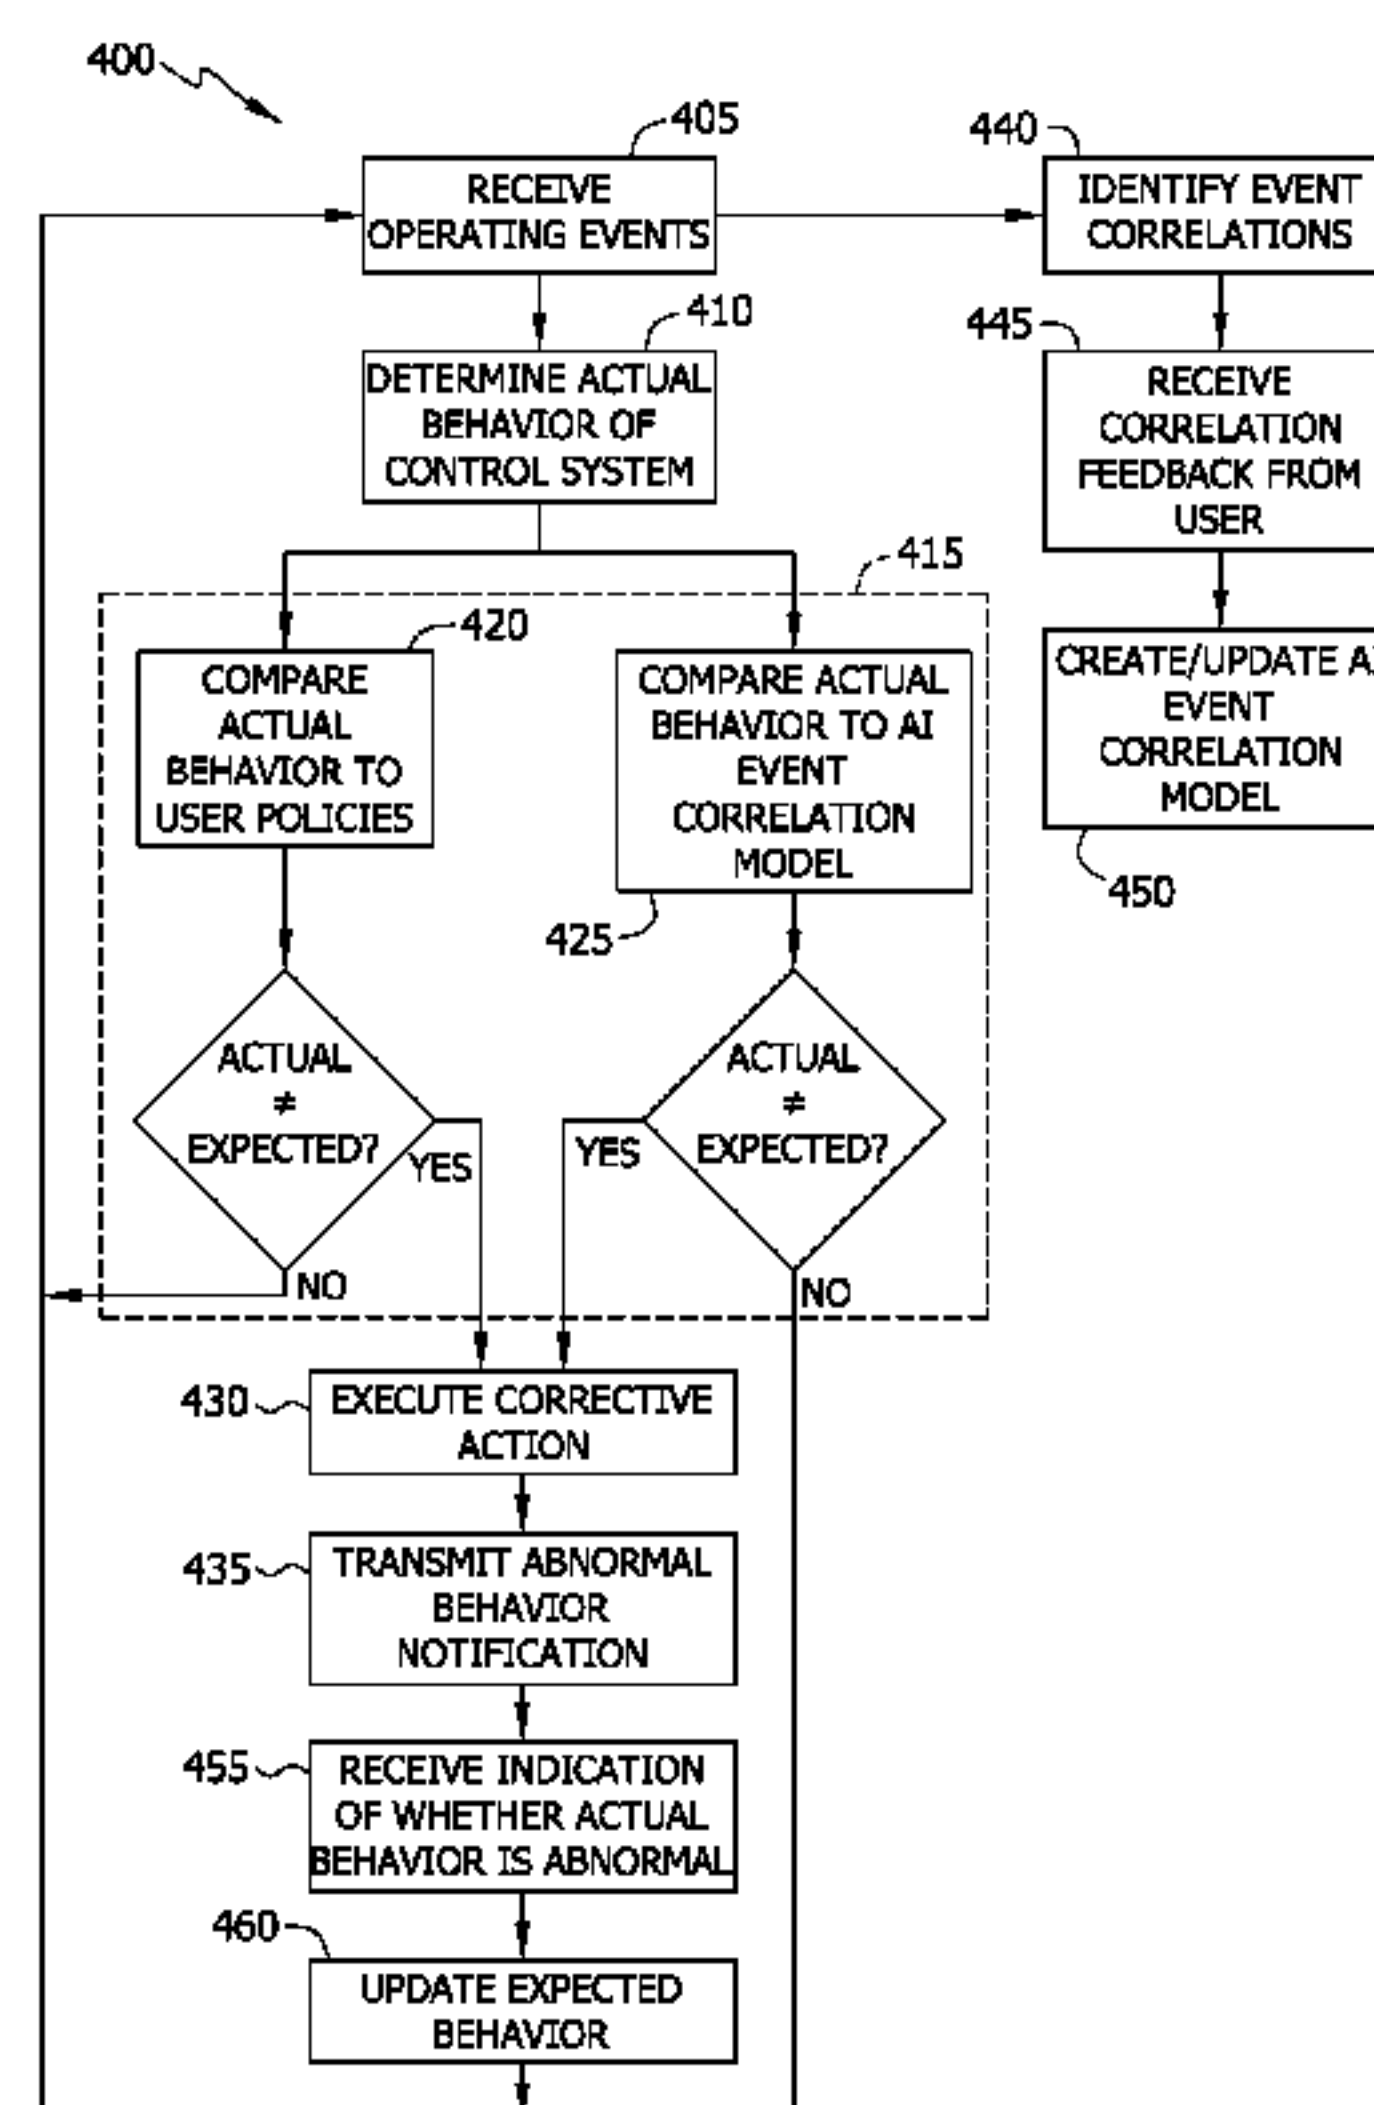 400
405
RECEIVE
OPERATING EVENTS
440
IDENTIFY EVENT
CORRELATIONS
410
DETERMINE ACTUAL
BEHAVIOR OF
CONTROL SYSTEM
445
RECEIVE
CORRELATION
FEEDBACK FROM
USER
415
420
COMPARE
ACTUAL
BEHAVIOR TO
USER POLICIES
COMPARE ACTUAL
BEHAVIOR TO AI
EVENT
CORRELATION
MODEL
425
CREATE/UPDATE AI
EVENT
CORRELATION
MODEL
450
ACTUAL
≠
EXPECTED?
YES
NO
ACTUAL
≠
EXPECTED?
YES
NO
430
EXECUTE CORRECTIVE
ACTION
435
TRANSMIT ABNORMAL
BEHAVIOR
NOTIFICATION
455
RECEIVE INDICATION
OF WHETHER ACTUAL
BEHAVIOR IS ABNORMAL
460
UPDATE EXPECTED
BEHAVIOR